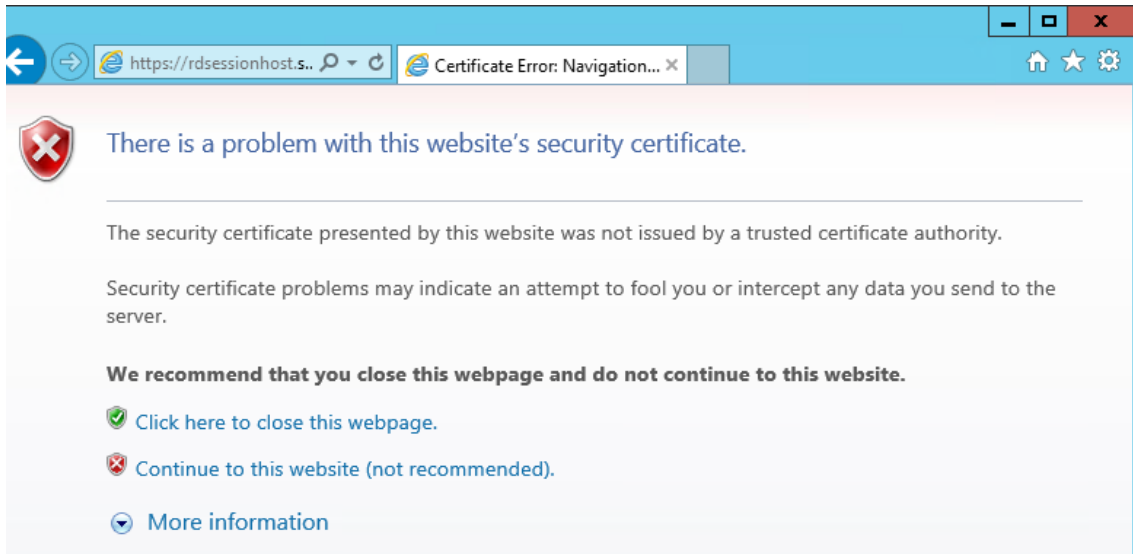 https://rdsessionhost.s..
Certificate Error: Navigation...
There is a problem with this website's security certificate.
The security certificate presented by this website was not issued by a trusted certificate authority.
Security certificate problems may indicate an attempt to fool you or intercept any data you send to the
server.
We recommend that you close this webpage and do not continue to this website.
Click here to close this webpage.
Continue to this website (not recommended).
More information